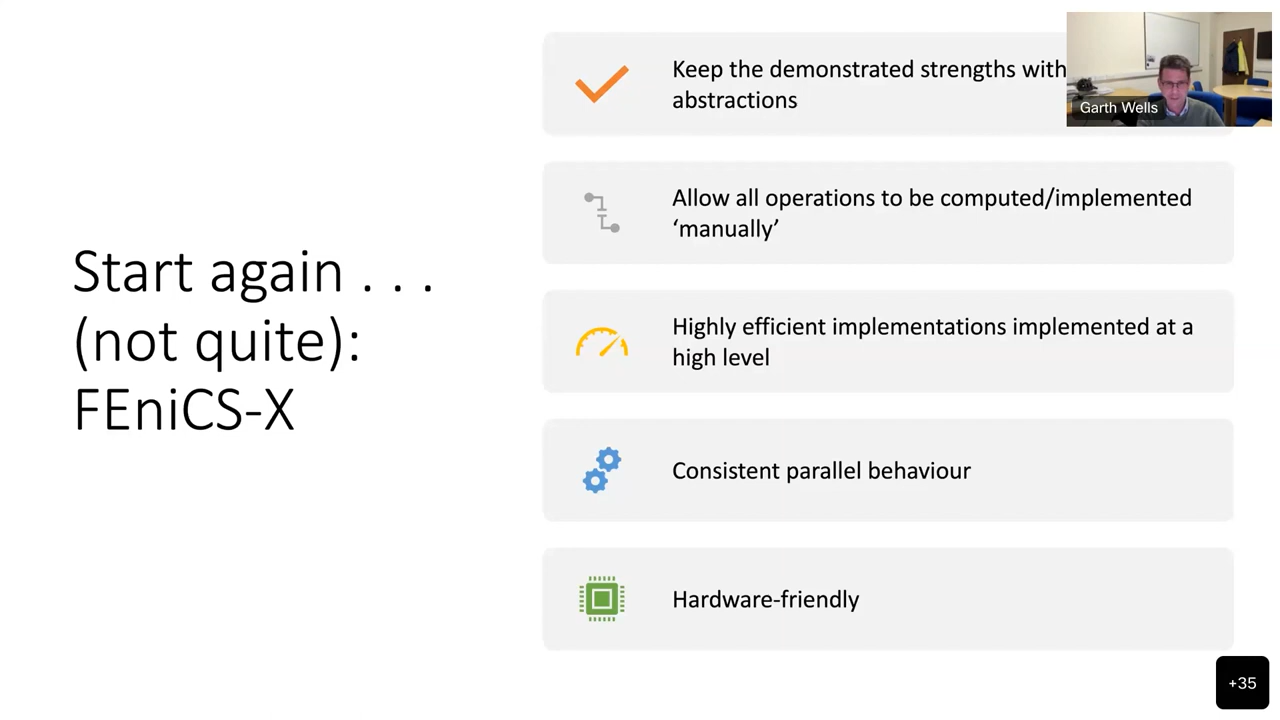 Start again . . .
(not quite):
FEniCS-X
Keep the demonstrated strengths with
abstractions
Allow all operations to be computed/implemented
‘manually’
Highly efficient implementations implemented at a
high level
Consistent parallel behaviour
Hardware-friendly
Garth Wells
+35